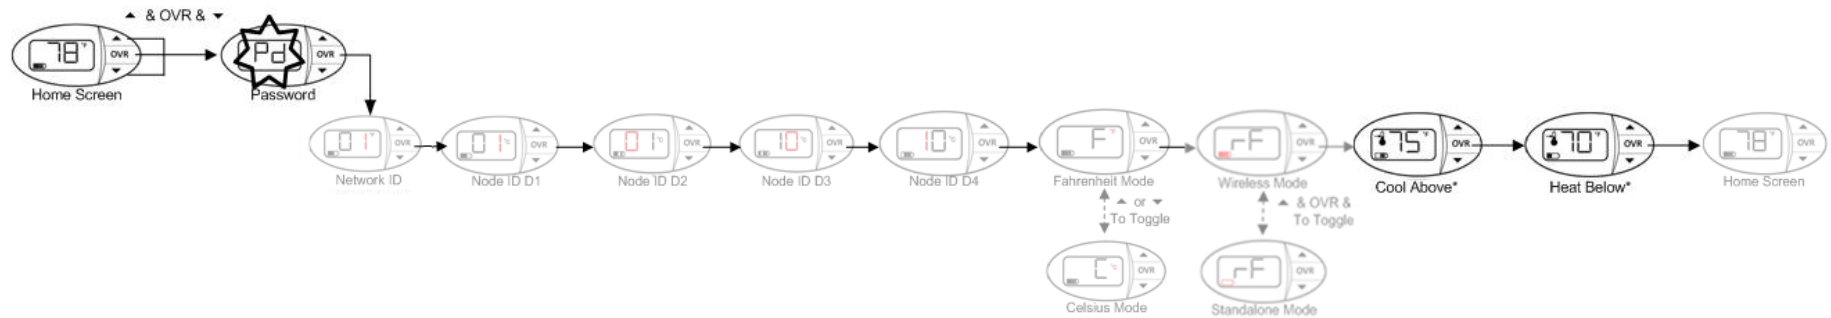 ▲ & OVR & ▼
78 °F OVR
Home Screen
Pd OVR
Password
01 °F OVR
Network ID
01 °C OVR
Node ID D1
01 °C OVR
Node ID D2
10 °C OVR
Node ID D3
10 °C OVR
Node ID D4
F °F OVR
Fahrenheit Mode
▲ or ▼
To Toggle
C °C OVR
Celsius Mode
rF OVR
Wireless Mode
▲ & OVR &
To Toggle
rF OVR
Standalone Mode
75 °F OVR
Cool Above*
70 °F OVR
Heat Below*
78 °F OVR
Home Screen